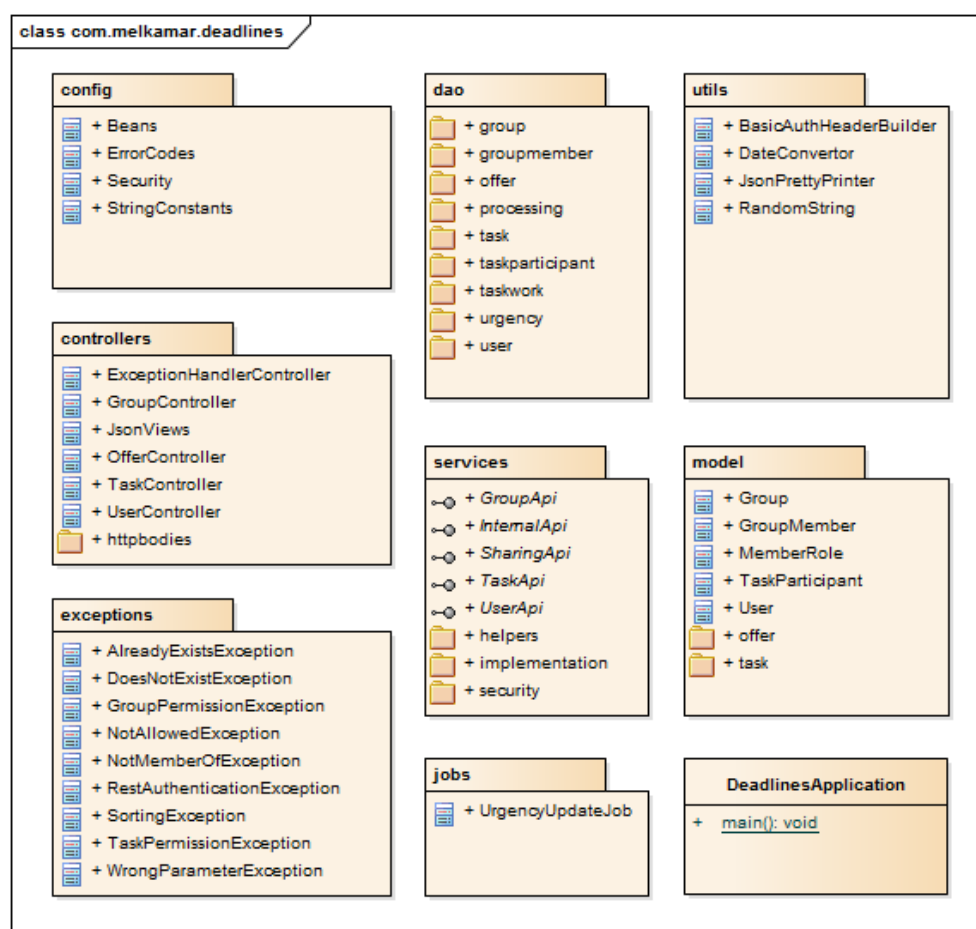 class com.melkamar.deadlines
config
+ Beans
+ ErrorCodes
+ Security
+ StringConstants
controllers
+ ExceptionHandlerController
+ GroupController
+ JsonViews
+ OfferController
+ TaskController
+ UserController
+ httpbodies
exceptions
+ AlreadyExistsException
+ DoesNotExistException
+ GroupPermissionException
+ NotAllowedException
+ NotMemberOfException
+ RestAuthenticationException
+ SortingException
+ TaskPermissionException
+ WrongParameterException
dao
+ group
+ groupmember
+ offer
+ processing
+ task
+ taskparticipant
+ taskwork
+ urgency
+ user
services
+ GroupApi
+ InternalApi
+ SharingApi
+ TaskApi
+ UserApi
+ helpers
+ implementation
+ security
jobs
+ UrgencyUpdateJob
utils
+ BasicAuthHeaderBuilder
+ DateConvertor
+ JsonPrettyPrinter
+ RandomString
model
+ Group
+ GroupMember
+ MemberRole
+ TaskParticipant
+ User
+ offer
+ task
DeadlinesApplication
+ main(): void